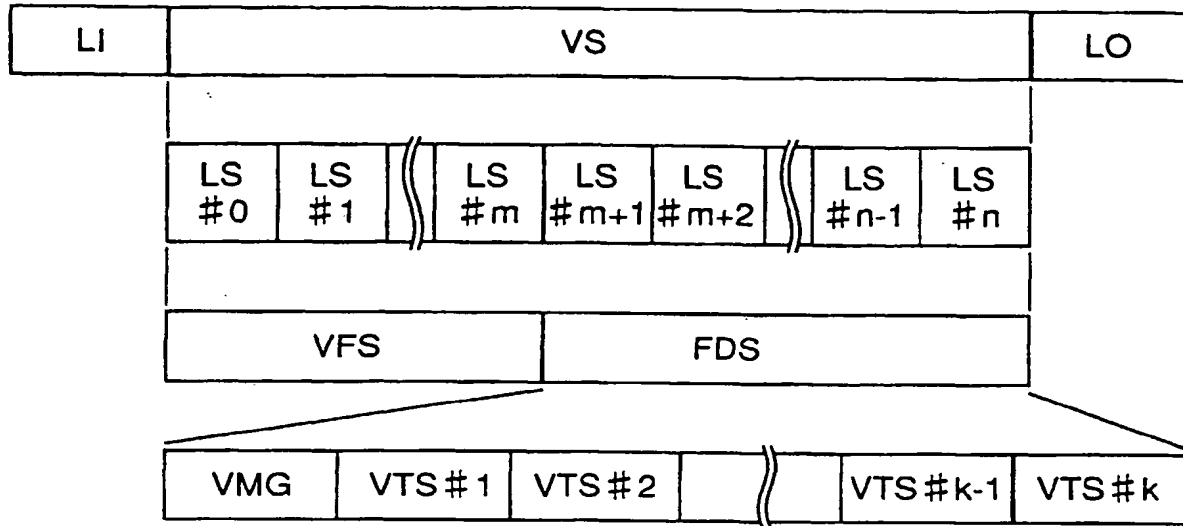 LI VS LO
LS LS LS LS LS LS LS
#0 #1 #m #m+1 #m+2 #n-1 #n
VFS FDS
VMG VTS#1 VTS#2 VTS#k-1 VTS#k